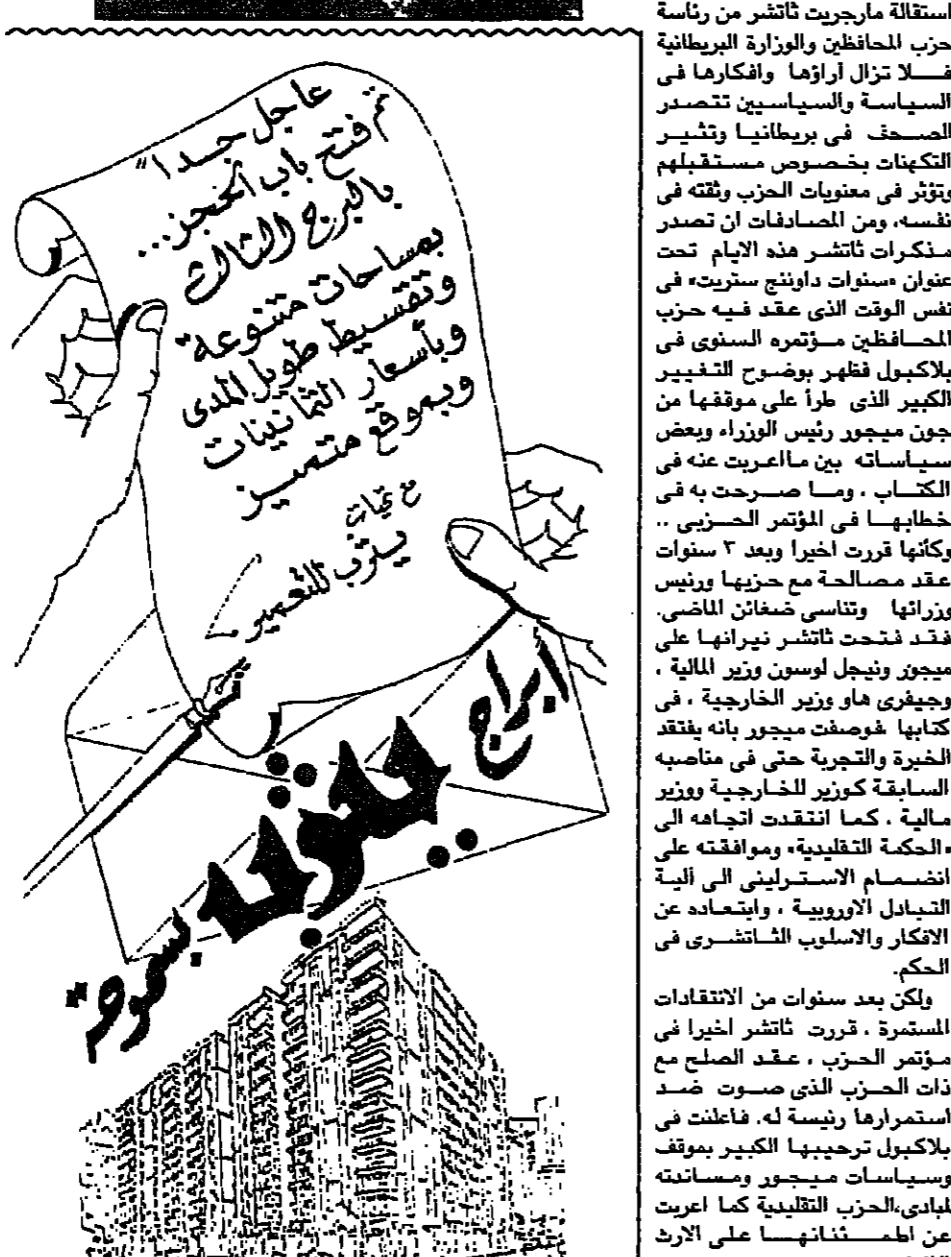 استقالة مارجريت ثاتشر من رئاسة
حزب المحافظين والوزارة البريطانية
فلا تزال أراؤها وافكارها فى
السياسة والسياسيين تتصدر
الصحف فى بريطانيا وتثير
التكهنات بخصوص مستقبلهم
وتؤثر فى معنويات الحزب وثقته فى
نفسه، ومن المصادفات ان تصدر
مذكرات ثاتشر هذه الايام تحت
عنوان «سنوات داوننج ستريت» فى
نفس الوقت الذى عقد فيه حزب
المحافظين مؤتمره السنوى فى
بلاكبول فظهر بوضوح التغيير
الكبير الذى طرأ على موقفها من
جون ميجور رئيس الوزراء وبعض
سياساته بين مااعربت عنه فى
الكتاب ، وما صرحت به فى
خطابها فى المؤتمر الحزبى ..
وكأنها قررت اخيرا وبعد ٣ سنوات
عقد مصالحة مع حزبها ورئيس
وزرائها وتناسى ضغائن الماضى.
فقد فتحت ثاتشر نيرانها على
ميجور ونيجل لوسون وزير المالية ،
وجيفرى هاو وزير الخارجية ، فى
كتابها فوصفت ميجور بانه يفتقد
الخبرة والتجربة حتى فى مناصبه
السابقة كوزير للخارجية ووزير
مالية ، كما انتقدت اتجاهه الى
«الحكمة التقليدية» وموافقته على
انضمام الاسترلينى الى ألية
التبادل الاوروبية ، وابتعاده عن
الافكار والاسلوب الثاتشرى فى
الحكم.
ولكن بعد سنوات من الانتقادات
المستمرة ، قررت ثاتشر اخيرا فى
مؤتمر الحزب ، عقد الصلح مع
ذات الحزب الذى صوت ضد
استمرارها رئيسة له. فاعلنت فى
بلاكبول ترحيبها الكبير بموقف
وسياسات ميجور ومساندته
لمبادىء الحزب التقليدية كما اعربت
عن اطمئنانها على الارث
عاجل جدا"
تم فتح باب الحجز...
بالبرج الثالث
بمساحات متنوعة
وتقسيط طويل المدى
وبأسعار الثمانينات
وبموقع متميز
مع تحيات
يثرب للتعمير
أبراج
يثرب
بسموحة